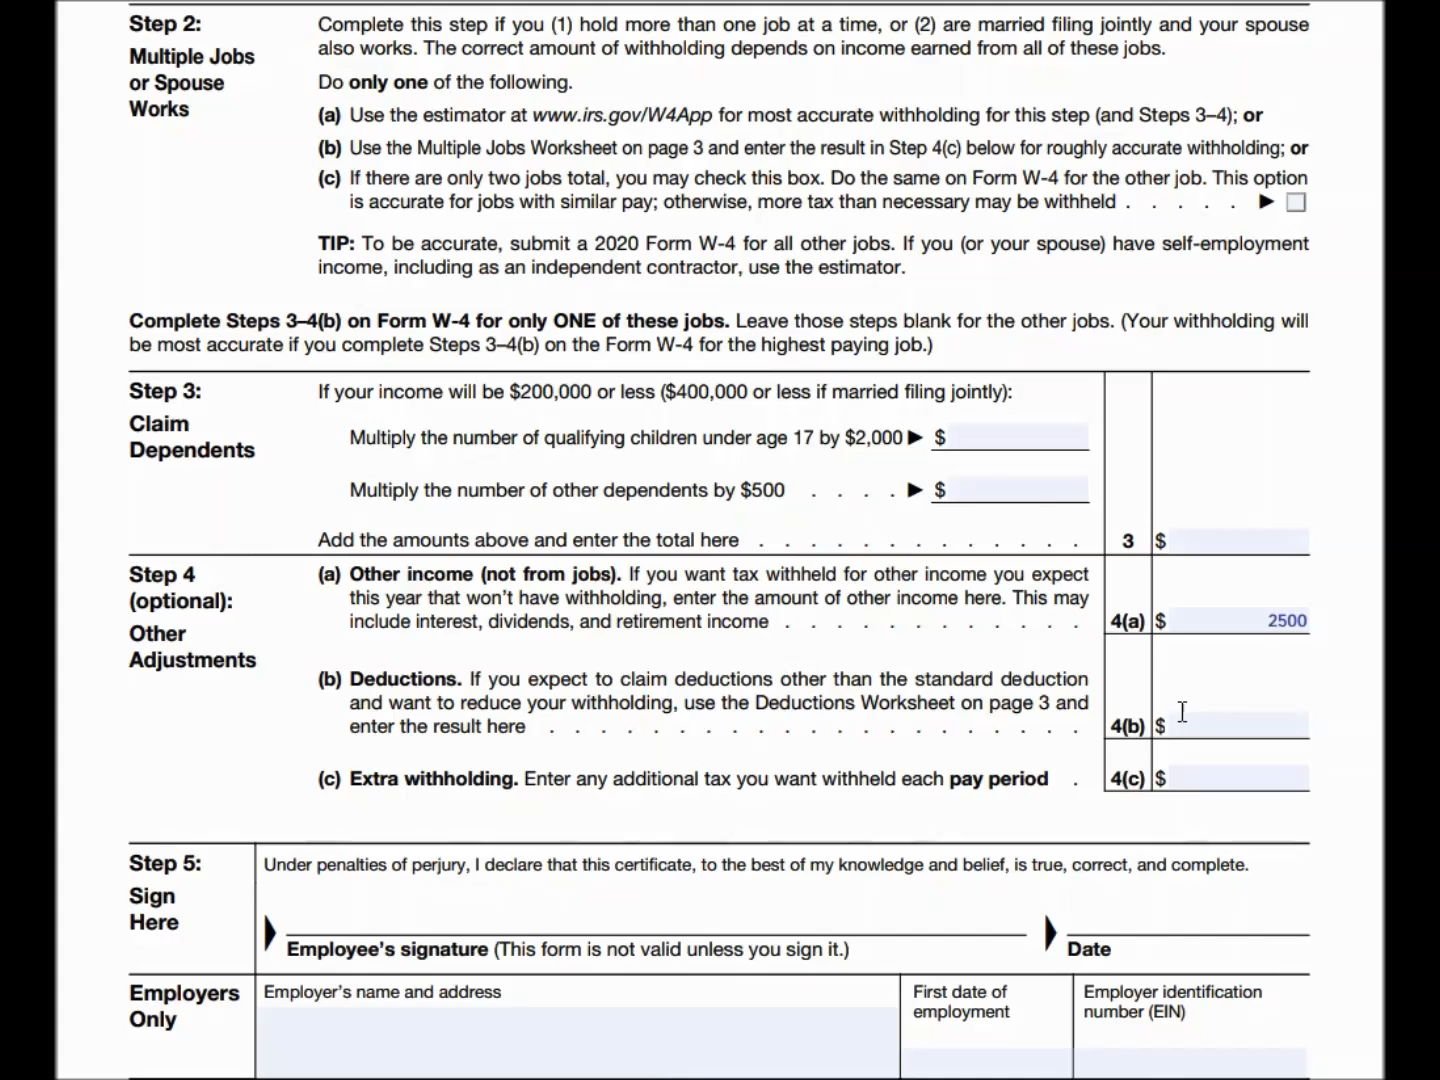 Step 2:
Multiple Jobs
or Spouse
Works
Complete this step if you (1) hold more than one job at a time, or (2) are married filing jointly and your spouse
also works. The correct amount of withholding depends on income earned from all of these jobs.
Do only one of the following.
(a) Use the estimator at www.irs.gov/W4App for most accurate withholding for this step (and Steps 3–4); or
(b) Use the Multiple Jobs Worksheet on page 3 and enter the result in Step 4(c) below for roughly accurate withholding; or
(c) If there are only two jobs total, you may check this box. Do the same on Form W-4 for the other job. This option
is accurate for jobs with similar pay; otherwise, more tax than necessary may be withheld . . . . . ▶
TIP: To be accurate, submit a 2020 Form W-4 for all other jobs. If you (or your spouse) have self-employment
income, including as an independent contractor, use the estimator.
Complete Steps 3–4(b) on Form W-4 for only ONE of these jobs. Leave those steps blank for the other jobs. (Your withholding will
be most accurate if you complete Steps 3–4(b) on the Form W-4 for the highest paying job.)
Step 3:
Claim
Dependents
If your income will be $200,000 or less ($400,000 or less if married filing jointly):
Multiply the number of qualifying children under age 17 by $2,000 ▶ $
Multiply the number of other dependents by $500 . . . . ▶ $
Add the amounts above and enter the total here . . . . . . . . . . . . . 3 $
Step 4
(optional):
Other
Adjustments
(a) Other income (not from jobs). If you want tax withheld for other income you expect
this year that won't have withholding, enter the amount of other income here. This may
include interest, dividends, and retirement income . . . . . . . . . . . . 4(a) $ 2500
(b) Deductions. If you expect to claim deductions other than the standard deduction
and want to reduce your withholding, use the Deductions Worksheet on page 3 and
enter the result here . . . . . . . . . . . . . . . . . . . . . 4(b) $
(c) Extra withholding. Enter any additional tax you want withheld each pay period . 4(c) $
Step 5:
Sign
Here
Under penalties of perjury, I declare that this certificate, to the best of my knowledge and belief, is true, correct, and complete.
Employee's signature (This form is not valid unless you sign it.)
Date
Employers
Only
Employer's name and address
First date of
employment
Employer identification
number (EIN)